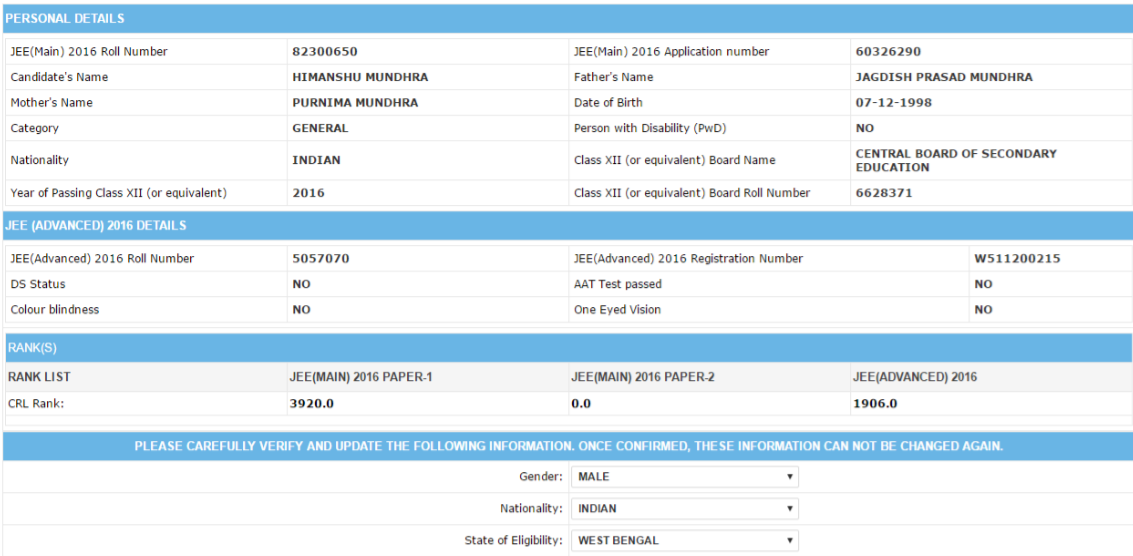 PERSONAL DETAILS
JEE(Main) 2016 Roll Number 82300650 JEE(Main) 2016 Application number 60326290
Candidate's Name HIMANSHU MUNDHRA Father's Name JAGDISH PRASAD MUNDHRA
Mother's Name PURNIMA MUNDHRA Date of Birth 07-12-1998
Category GENERAL Person with Disability (PwD) NO
Nationality INDIAN Class XII (or equivalent) Board Name CENTRAL BOARD OF SECONDARY
EDUCATION
Year of Passing Class XII (or equivalent) 2016 Class XII (or equivalent) Board Roll Number 6628371
JEE (ADVANCED) 2016 DETAILS
JEE(Advanced) 2016 Roll Number 5057070 JEE(Advanced) 2016 Registration Number W511200215
DS Status NO AAT Test passed NO
Colour blindness NO One Eyed Vision NO
RANK(S)
RANK LIST JEE(MAIN) 2016 PAPER-1 JEE(MAIN) 2016 PAPER-2 JEE(ADVANCED) 2016
CRL Rank: 3920.0 0.0 1906.0
PLEASE CAREFULLY VERIFY AND UPDATE THE FOLLOWING INFORMATION. ONCE CONFIRMED, THESE INFORMATION CAN NOT BE CHANGED AGAIN.
Gender: MALE
Nationality: INDIAN
State of Eligibility: WEST BENGAL